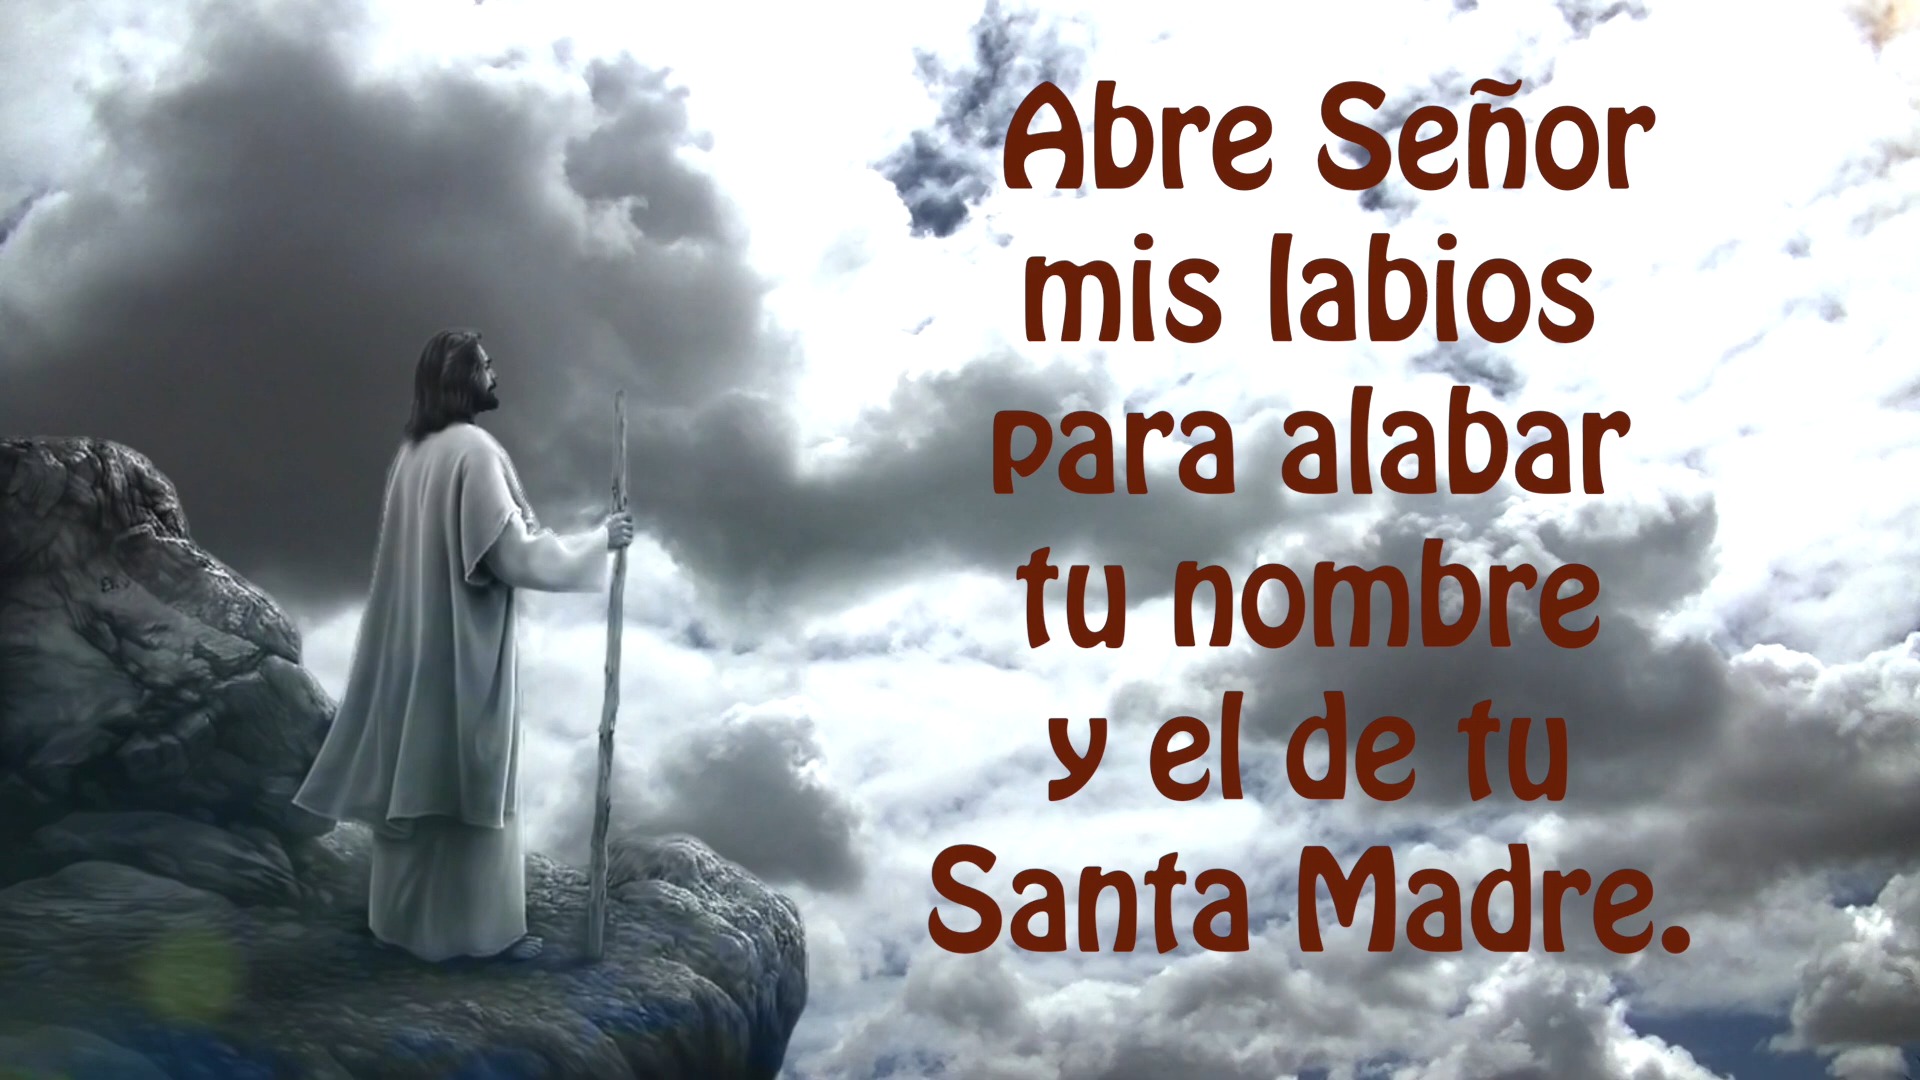 Abre Señor
mis labios
para alabar
tu nombre
y el de tu
Santa Madre.